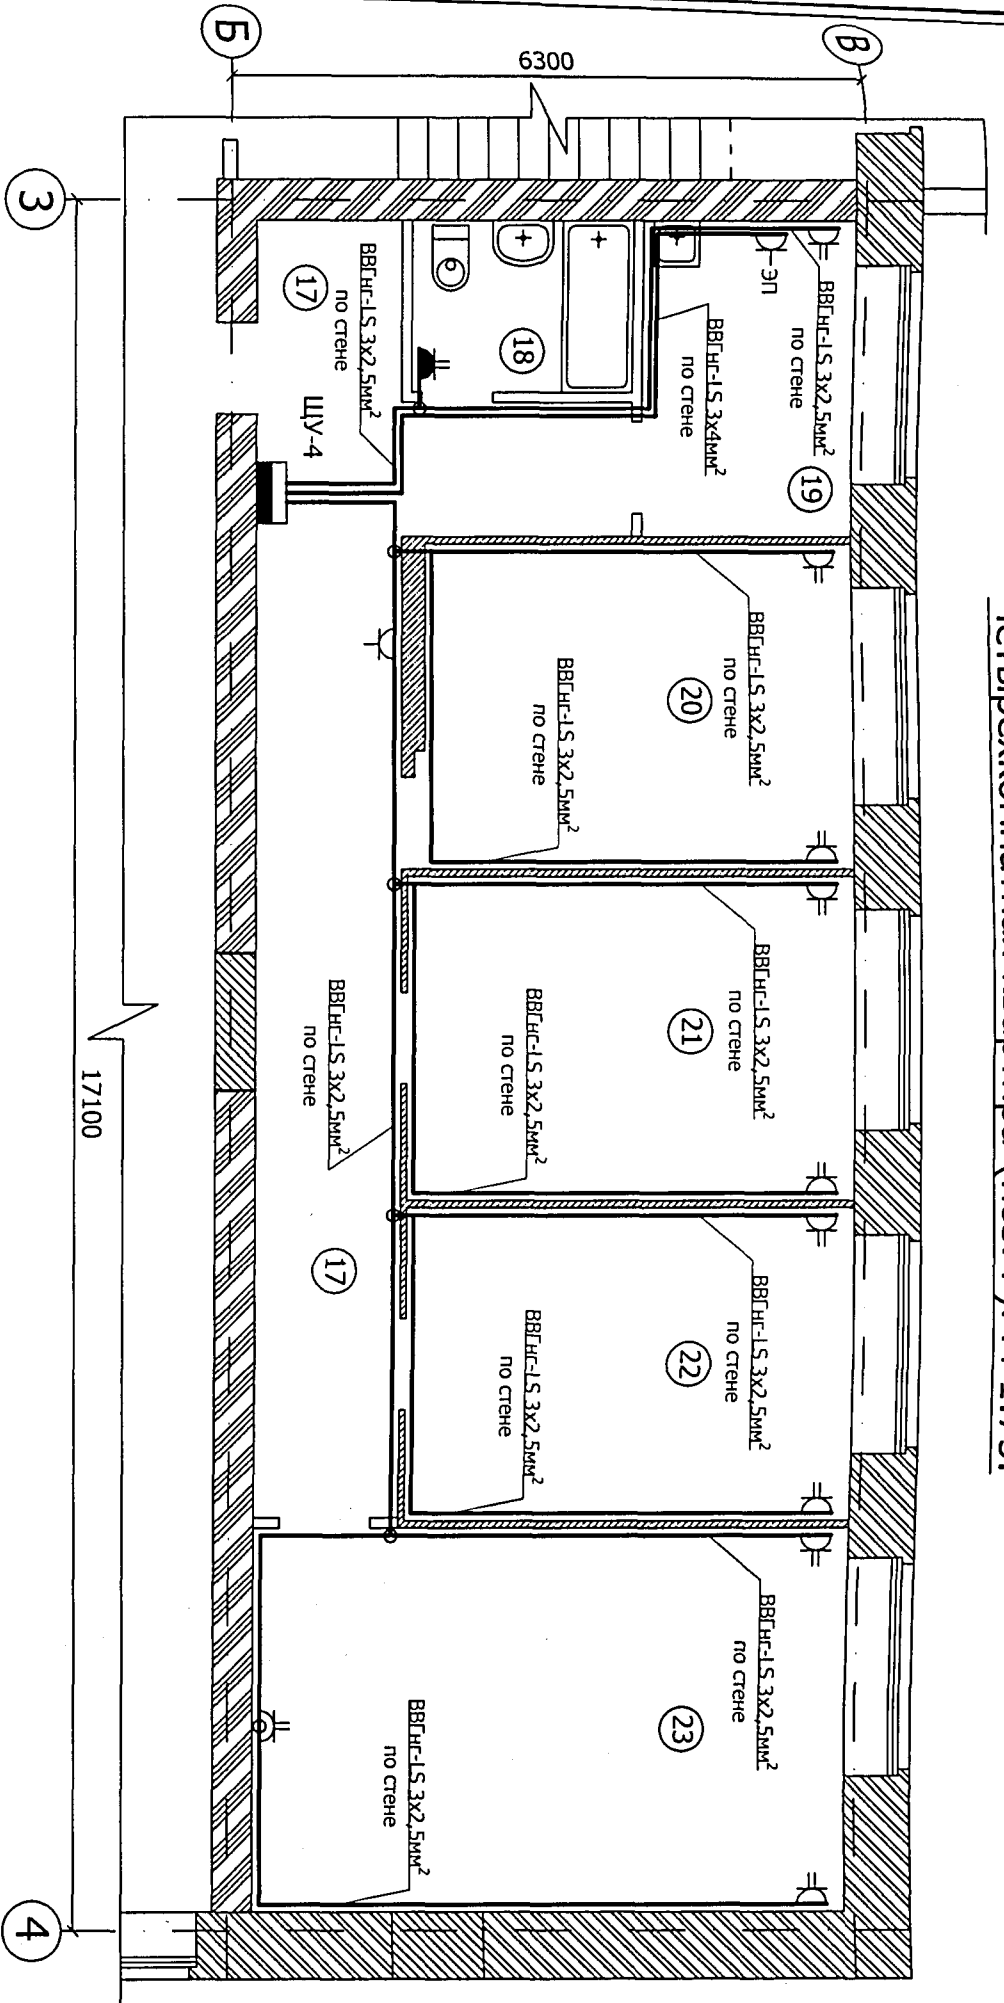 Четырехкомнатная квартира
Б
В
6300
3
4
17100
17
ВВГнг-LS 3х2,5мм²
по стене
ЩУ-4
18
ЭП
ВВГнг-LS 3х2,5мм²
по стене
ВВГнг-LS 3х4мм²
по стене
19
ВВГнг-LS 3х2,5мм²
по стене
20
ВВГнг-LS 3х2,5мм²
по стене
ВВГнг-LS 3х2,5мм²
по стене
21
ВВГнг-LS 3х2,5мм²
по стене
ВВГнг-LS 3х2,5мм²
по стене
17
ВВГнг-LS 3х2,5мм²
по стене
22
ВВГнг-LS 3х2,5мм²
по стене
ВВГнг-LS 3х2,5мм²
по стене
23
ВВГнг-LS 3х2,5мм²
по стене